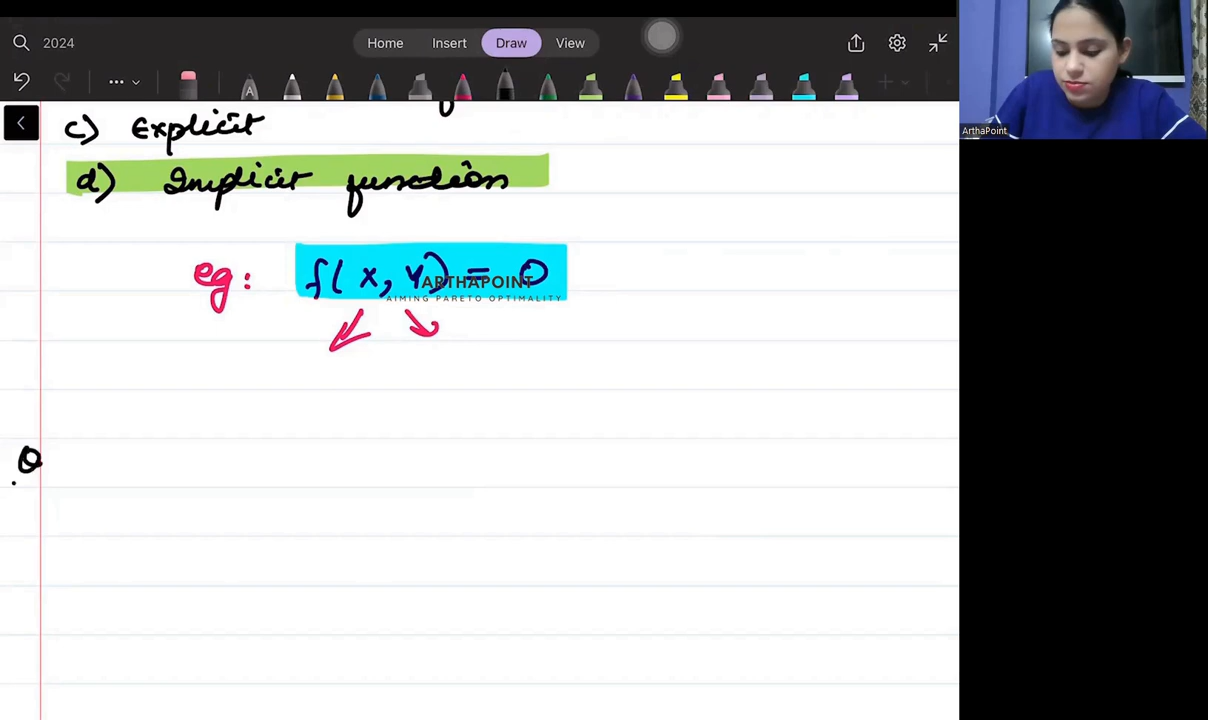 2024
Home Insert Draw View
ArthaPoint
c) Explicit
d) Implicit function
eg: f(x, y) = 0
ARTHAPOINT
AIMING PARETO OPTIMALITY
Q